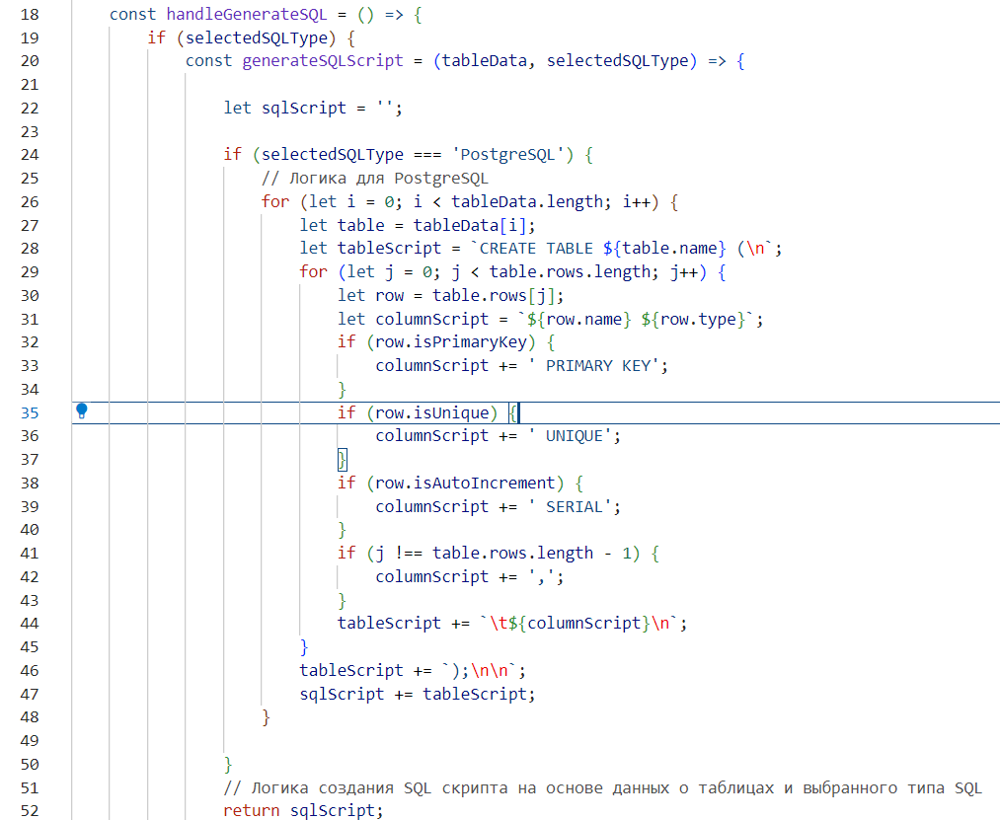 18 const handleGenerateSQL = () => {
19 if (selectedSQLType) {
20 const generateSQLScript = (tableData, selectedSQLType) => {
21
22 let sqlScript = '';
23
24 if (selectedSQLType === 'PostgreSQL') {
25 // Логика для PostgreSQL
26 for (let i = 0; i < tableData.length; i++) {
27 let table = tableData[i];
28 let tableScript = `CREATE TABLE ${table.name} (\n`;
29 for (let j = 0; j < table.rows.length; j++) {
30 let row = table.rows[j];
31 let columnScript = `${row.name} ${row.type}`;
32 if (row.isPrimaryKey) {
33 columnScript += ' PRIMARY KEY';
34 }
35 if (row.isUnique) {
36 columnScript += ' UNIQUE';
37 }
38 if (row.isAutoIncrement) {
39 columnScript += ' SERIAL';
40 }
41 if (j !== table.rows.length - 1) {
42 columnScript += ',';
43 }
44 tableScript += `\t${columnScript}\n`;
45 }
46 tableScript += `);\n\n`;
47 sqlScript += tableScript;
48 }
49
50 }
51 // Логика создания SQL скрипта на основе данных о таблицах и выбранного типа SQL
52 return sqlScript;